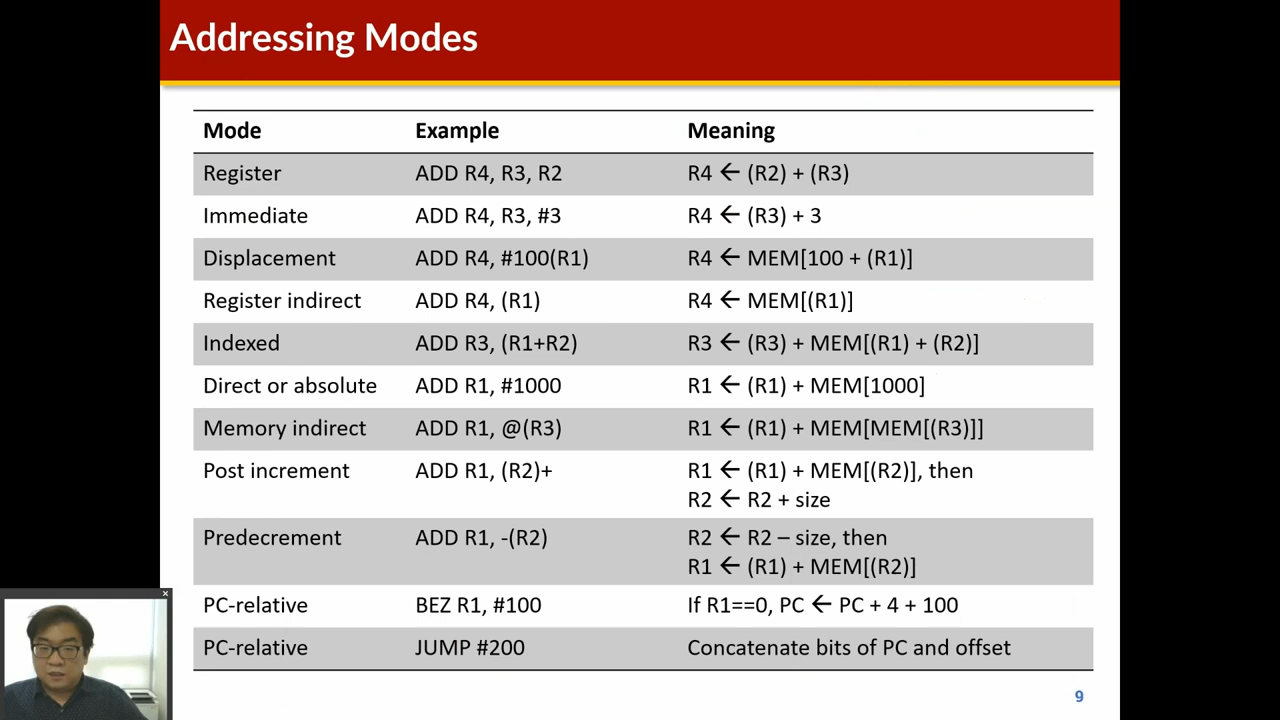 Addressing Modes
Mode Example Meaning
Register ADD R4, R3, R2 R4 ← (R2) + (R3)
Immediate ADD R4, R3, #3 R4 ← (R3) + 3
Displacement ADD R4, #100(R1) R4 ← MEM[100 + (R1)]
Register indirect ADD R4, (R1) R4 ← MEM[(R1)]
Indexed ADD R3, (R1+R2) R3 ← (R3) + MEM[(R1) + (R2)]
Direct or absolute ADD R1, #1000 R1 ← (R1) + MEM[1000]
Memory indirect ADD R1, @(R3) R1 ← (R1) + MEM[MEM[(R3)]]
Post increment ADD R1, (R2)+ R1 ← (R1) + MEM[(R2)], then
R2 ← R2 + size
Predecrement ADD R1, -(R2) R2 ← R2 – size, then
R1 ← (R1) + MEM[(R2)]
PC-relative BEZ R1, #100 If R1==0, PC ← PC + 4 + 100
PC-relative JUMP #200 Concatenate bits of PC and offset
9